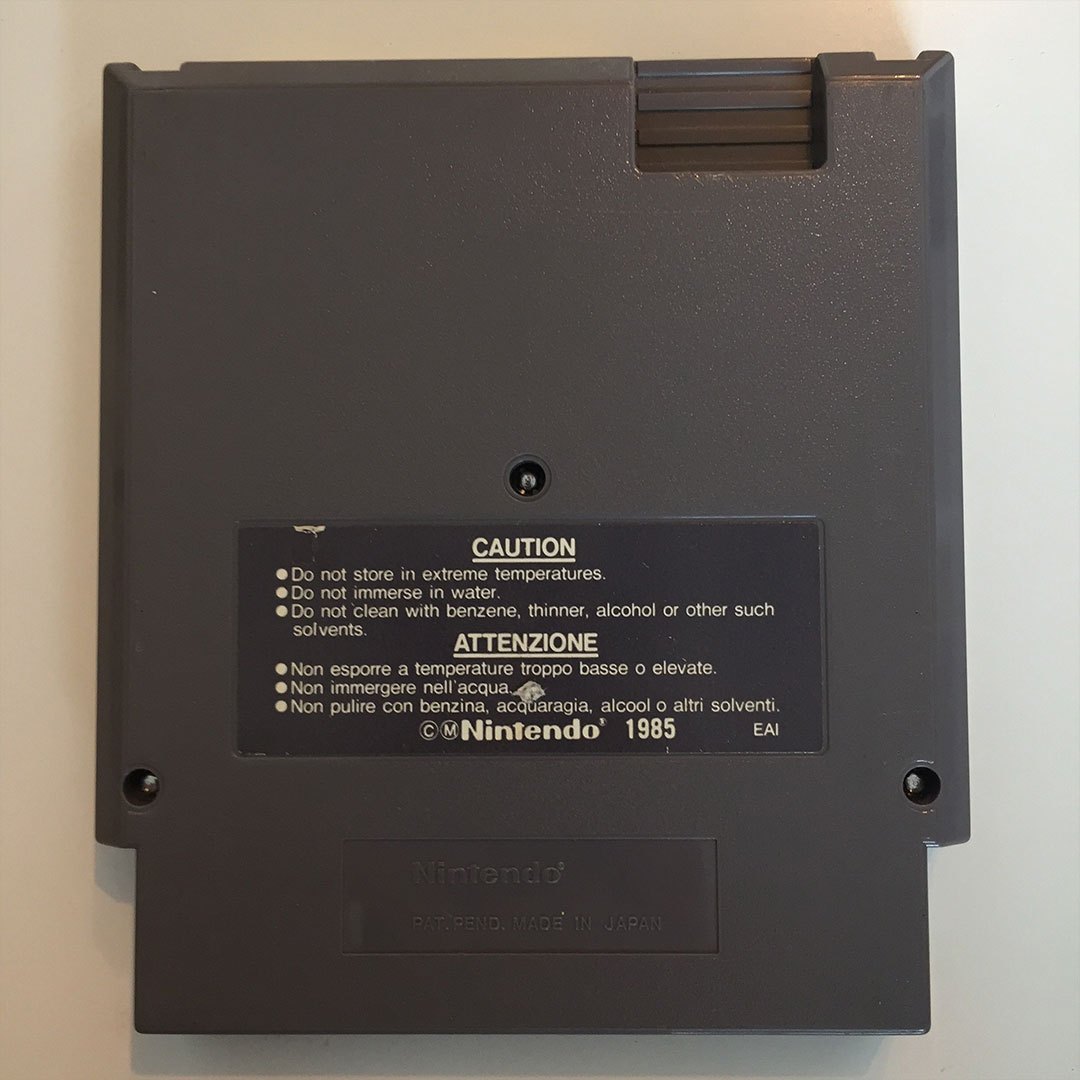 CAUTION
●Do not store in extreme temperatures.
●Do not immerse in water.
●Do not clean with benzene, thinner, alcohol or other such
solvents.
ATTENZIONE
●Non esporre a temperature troppo basse o elevate.
●Non immergere nell'acqua.
●Non pulire con benzina, acquaragia, alcool o altri solventi.
©ⓂNintendo® 1985 EAI
Nintendo®
PAT. PEND. MADE IN JAPAN